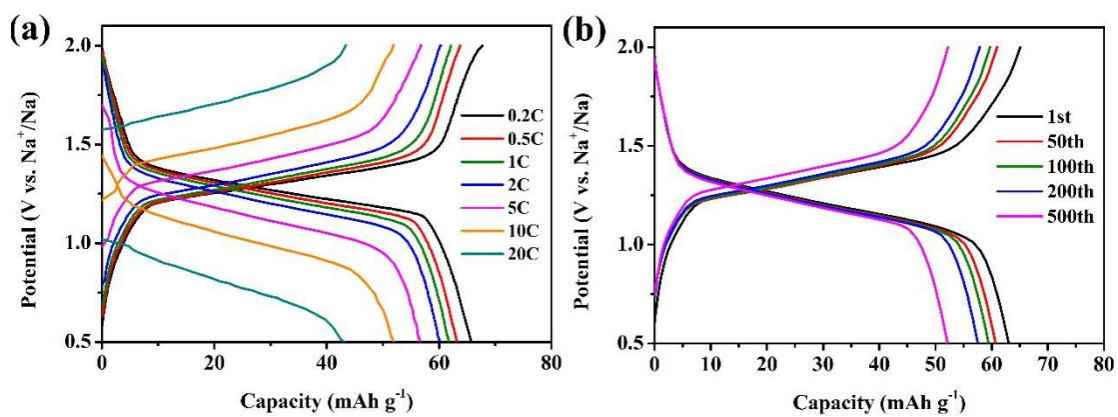 (a)
Potential (V vs. Na⁺/Na)
2.0
1.5
1.0
0.5
0.2C
0.5C
1C
2C
5C
10C
20C
0
20
40
60
80
Capacity (mAh g⁻¹)
(b)
Potential (V vs. Na⁺/Na)
2.0
1.5
1.0
0.5
1st
50th
100th
200th
500th
0
10
20
30
40
50
60
70
80
Capacity (mAh g⁻¹)